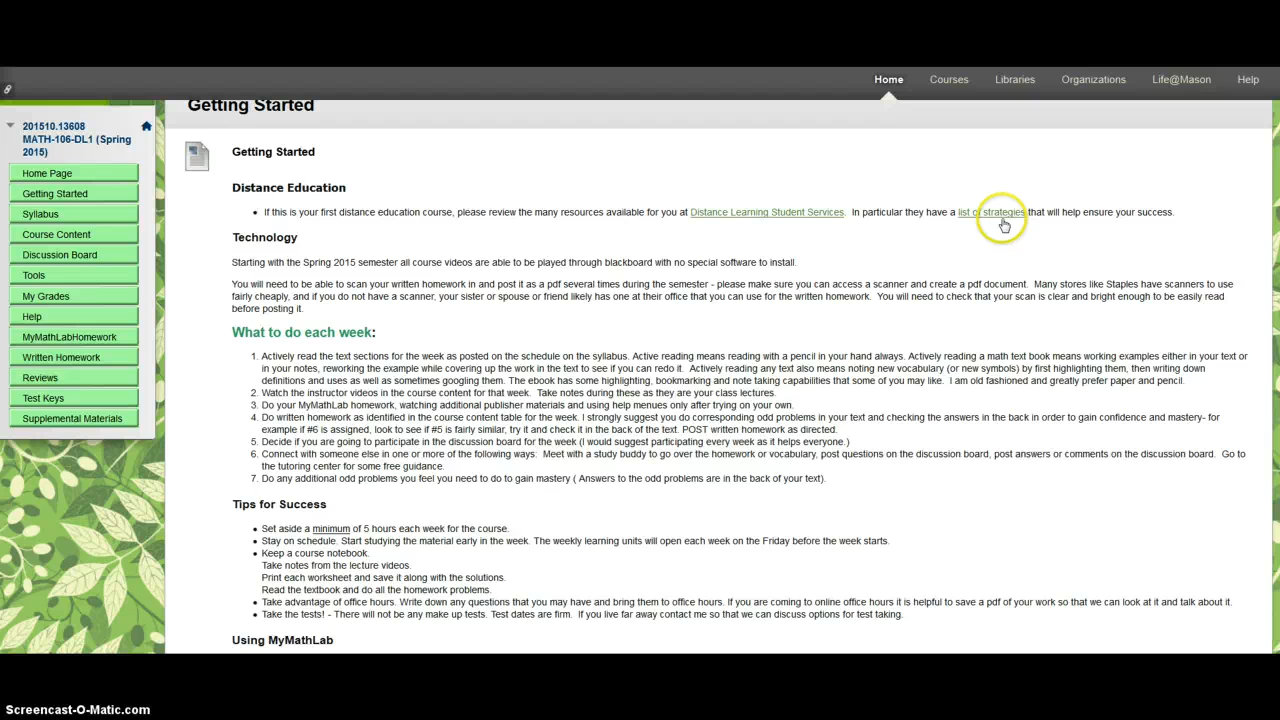 Home Courses Libraries Organizations Life@Mason Help
201510.13608
MATH-106-DL1 (Spring
2015)
Home Page
Getting Started
Syllabus
Course Content
Discussion Board
Tools
My Grades
Help
MyMathLabHomework
Written Homework
Reviews
Test Keys
Supplemental Materials
Getting Started
Getting Started
Distance Education
• If this is your first distance education course, please review the many resources available for you at Distance Learning Student Services. In particular they have a list of strategies that will help ensure your success.
Technology
Starting with the Spring 2015 semester all course videos are able to be played through blackboard with no special software to install.
You will need to be able to scan your written homework in and post it as a pdf several times during the semester - please make sure you can access a scanner and create a pdf document. Many stores like Staples have scanners to use
fairly cheaply, and if you do not have a scanner, your sister or spouse or friend likely has one at their office that you can use for the written homework. You will need to check that your scan is clear and bright enough to be easily read
before posting it.
What to do each week:
1. Actively read the text sections for the week as posted on the schedule on the syllabus. Active reading means reading with a pencil in your hand always. Actively reading a math text book means working examples either in your text or
in your notes, reworking the example while covering up the work in the text to see if you can redo it. Actively reading any text also means noting new vocabulary (or new symbols) by first highlighting them, then writing down
definitions and uses as well as sometimes googling them. The ebook has some highlighting, bookmarking and note taking capabilities that some of you may like. I am old fashioned and greatly prefer paper and pencil.
2. Watch the instructor videos in the course content for that week. Take notes during these as they are your class lectures.
3. Do your MyMathLab homework, watching additional publisher materials and using help menues only after trying on your own.
4. Do written homework as identified in the course content table for the week. I strongly suggest you do corresponding odd problems in your text and checking the answers in the back in order to gain confidence and mastery- for
example if #6 is assigned, look to see if #5 is fairly similar, try it and check it in the back of the text. POST written homework as directed.
5. Decide if you are going to participate in the discussion board for the week (I would suggest participating every week as it helps everyone.)
6. Connect with someone else in one or more of the following ways: Meet with a study buddy to go over the homework or vocabulary, post questions on the discussion board, post answers or comments on the discussion board. Go to
the tutoring center for some free guidance.
7. Do any additional odd problems you feel you need to do to gain mastery ( Answers to the odd problems are in the back of your text).
Tips for Success
• Set aside a minimum of 5 hours each week for the course.
• Stay on schedule. Start studying the material early in the week. The weekly learning units will open each week on the Friday before the week starts.
• Keep a course notebook.
Take notes from the lecture videos.
Print each worksheet and save it along with the solutions.
Read the textbook and do all the homework problems.
• Take advantage of office hours. Write down any questions that you may have and bring them to office hours. If you are coming to online office hours it is helpful to save a pdf of your work so that we can look at it and talk about it.
• Take the tests! - There will not be any make up tests. Test dates are firm. If you live far away contact me so that we can discuss options for test taking.
Using MyMathLab
Screencast-O-Matic.com